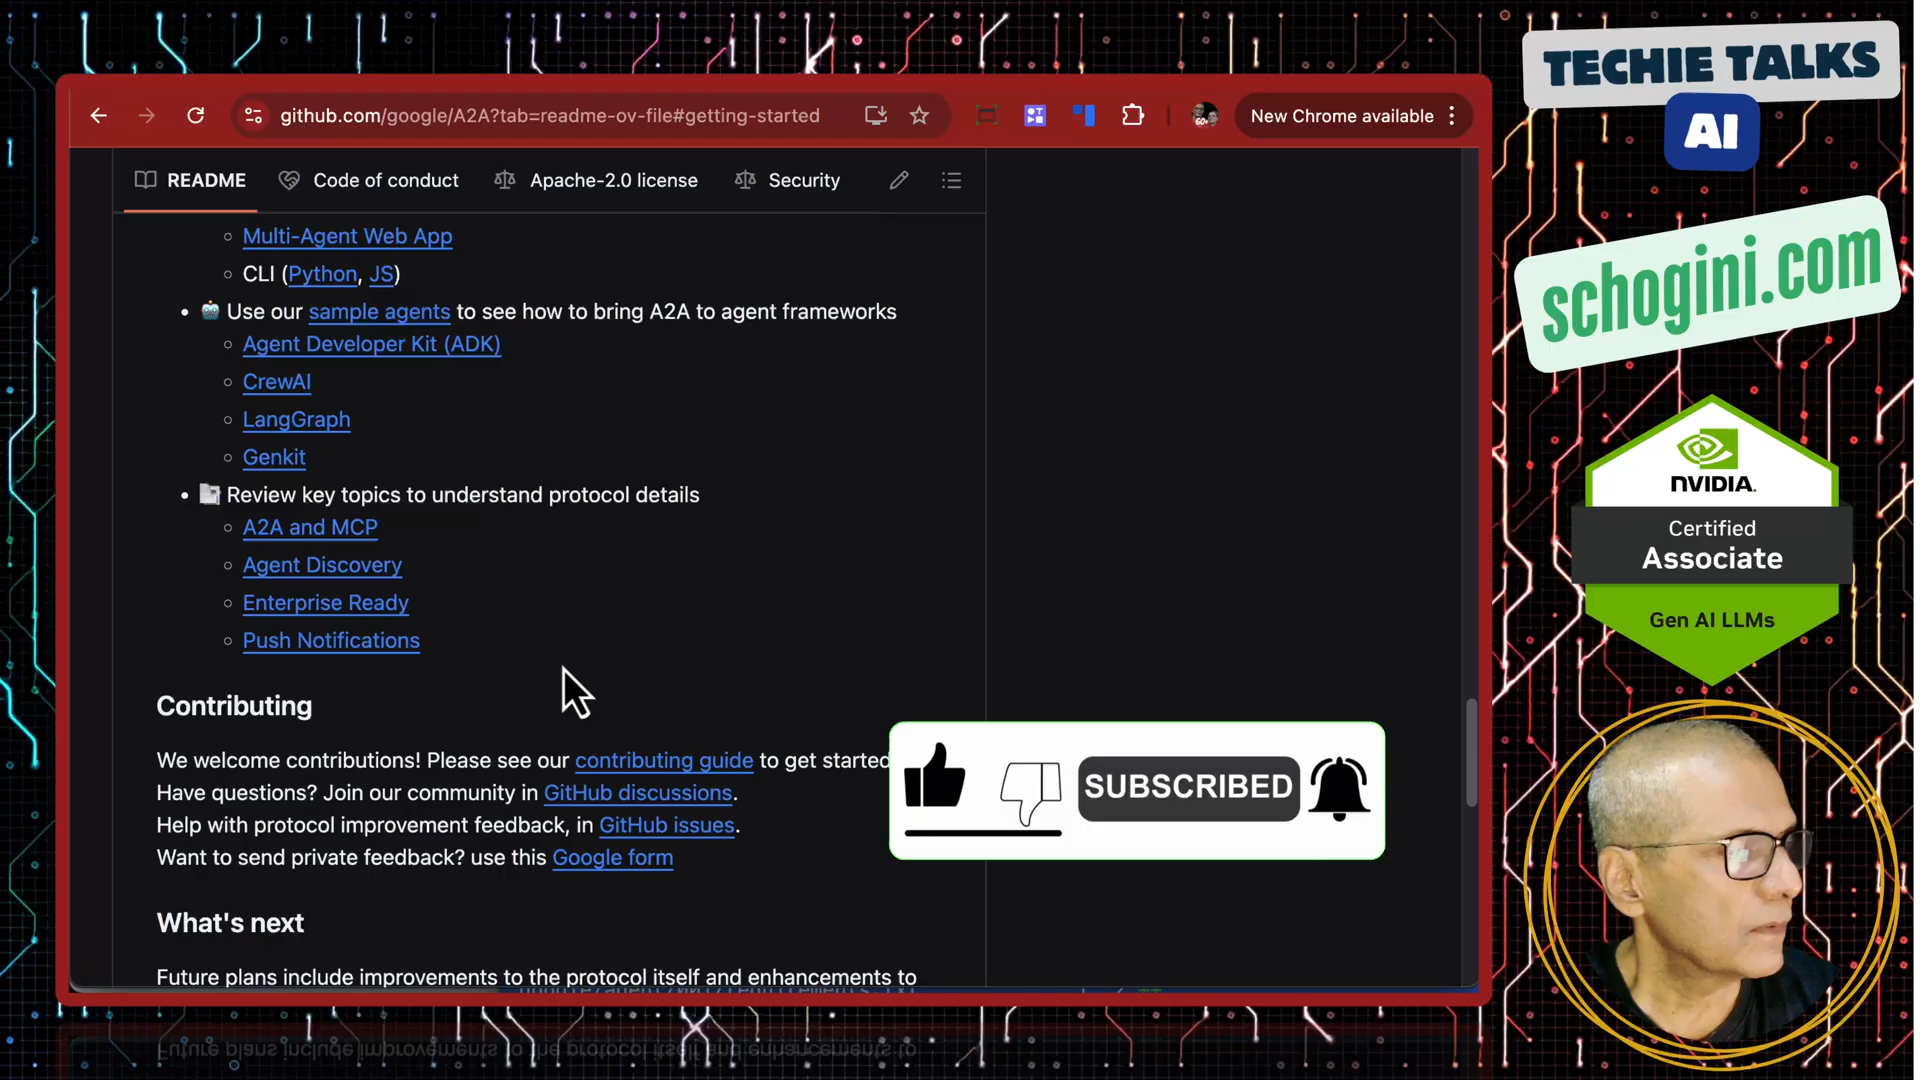 TECHIE TALKS
AI
schogini.com
github.com/google/A2A?tab=readme-ov-file#getting-started
New Chrome available
README
Code of conduct
Apache-2.0 license
Security
Multi-Agent Web App
CLI (Python, JS)
Use our sample agents to see how to bring A2A to agent frameworks
Agent Developer Kit (ADK)
CrewAI
LangGraph
Genkit
Review key topics to understand protocol details
A2A and MCP
Agent Discovery
Enterprise Ready
Push Notifications
Contributing
We welcome contributions! Please see our contributing guide to get started
Have questions? Join our community in GitHub discussions.
Help with protocol improvement feedback, in GitHub issues.
Want to send private feedback? use this Google form
What's next
Future plans include improvements to the protocol itself and enhancements to
SUBSCRIBED
NVIDIA.
Certified
Associate
Gen AI LLMs